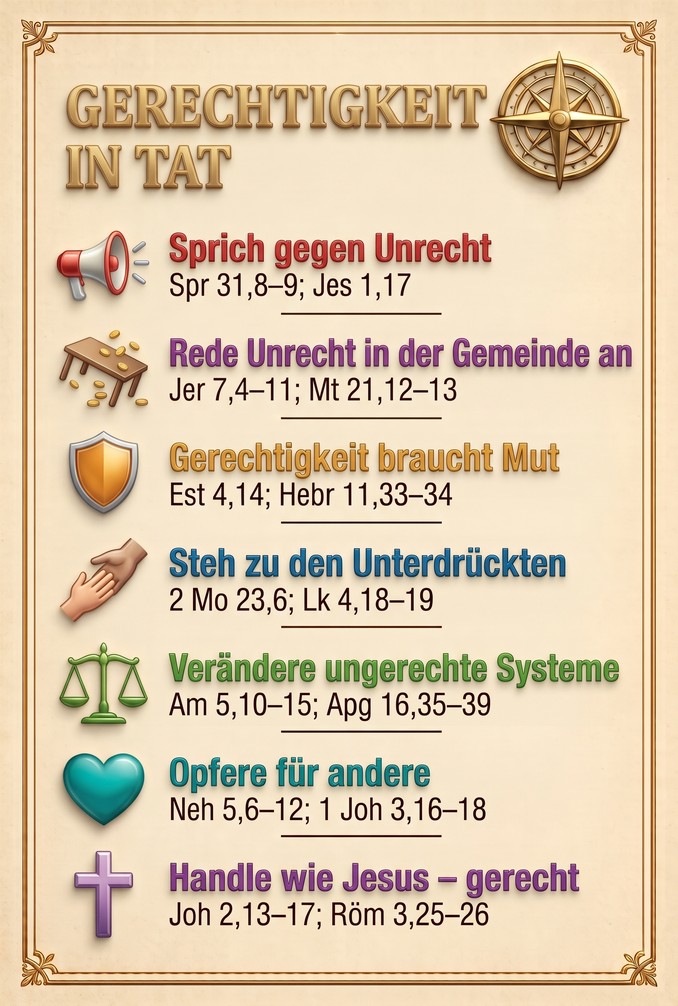 GERECHTIGKEIT
IN TAT
Sprich gegen Unrecht
Spr 31,8–9; Jes 1,17
Rede Unrecht in der Gemeinde an
Jer 7,4–11; Mt 21,12–13
Gerechtigkeit braucht Mut
Est 4,14; Hebr 11,33–34
Steh zu den Unterdrückten
2 Mo 23,6; Lk 4,18–19
Verändere ungerechte Systeme
Am 5,10–15; Apg 16,35–39
Opfere für andere
Neh 5,6–12; 1 Joh 3,16–18
Handle wie Jesus – gerecht
Joh 2,13–17; Röm 3,25–26